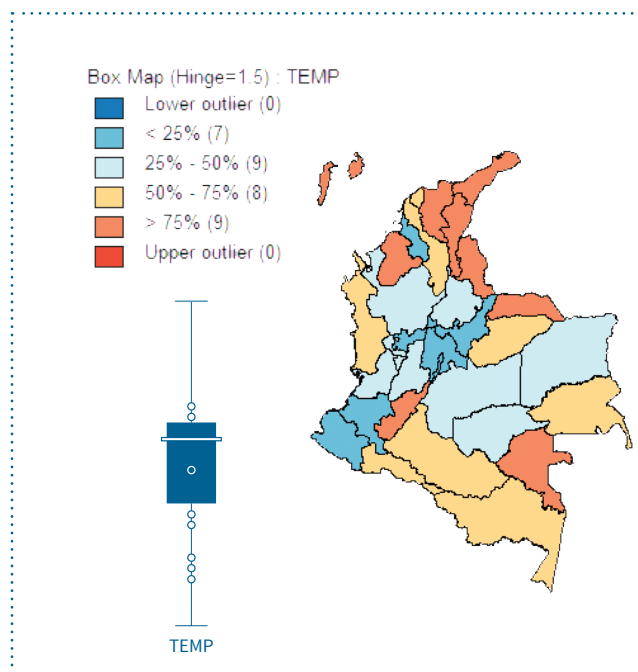 Box Map (Hinge=1.5) : TEMP
Lower outlier (0)
< 25% (7)
25% - 50% (9)
50% - 75% (8)
> 75% (9)
Upper outlier (0)
TEMP